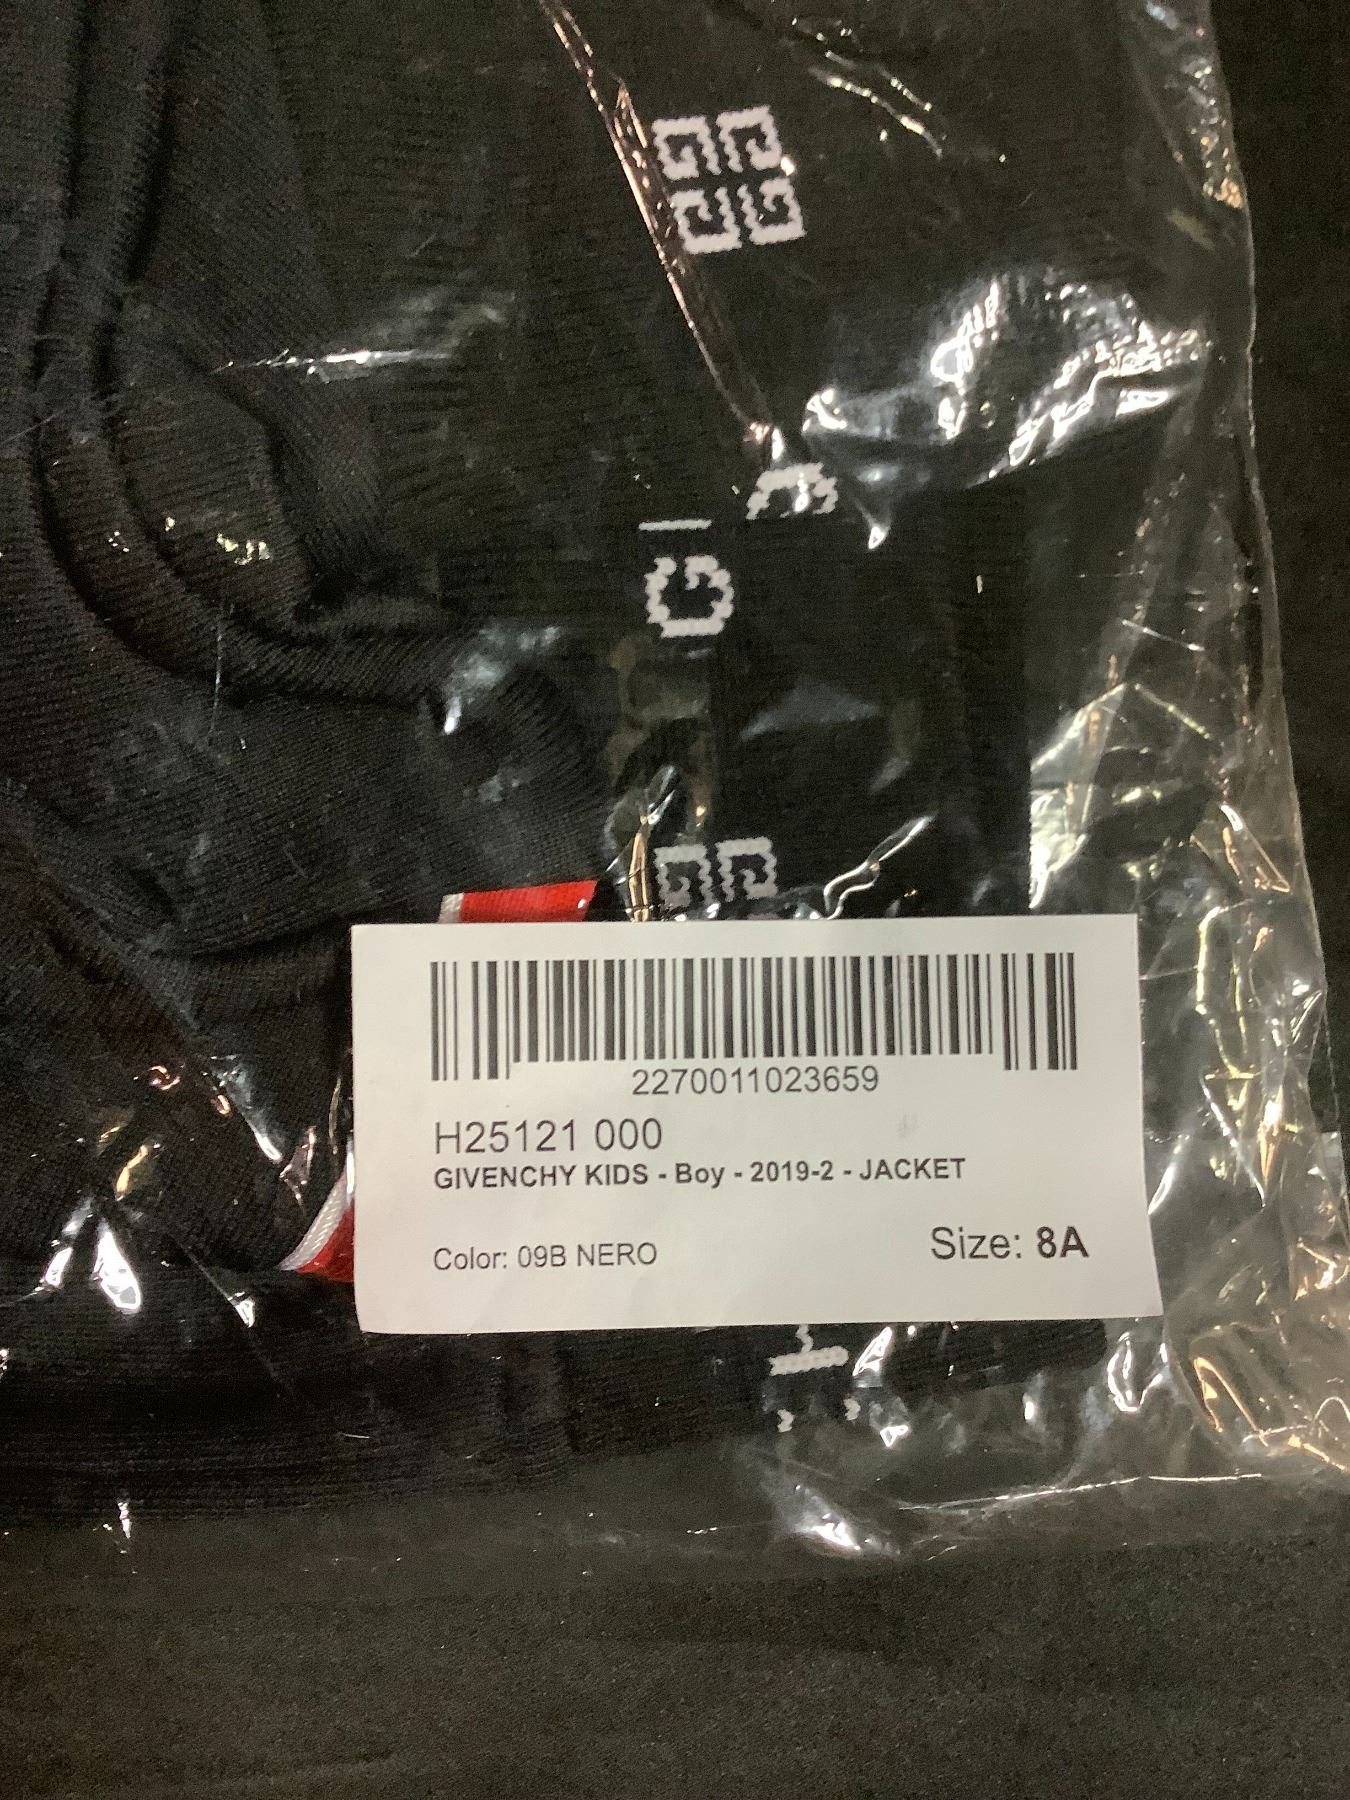 2270011023659
H25121 000
GIVENCHY KIDS - Boy - 2019-2 - JACKET
Color: 09B NERO
Size: 8A